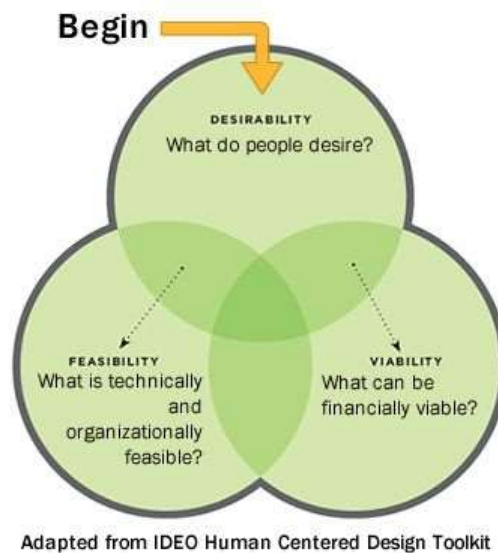 Begin
DESIRABILITY
What do people desire?
FEASIBILITY
What is technically
and
organizationally
feasible?
VIABILITY
What can be
financially viable?
Adapted from IDEO Human Centered Design Toolkit